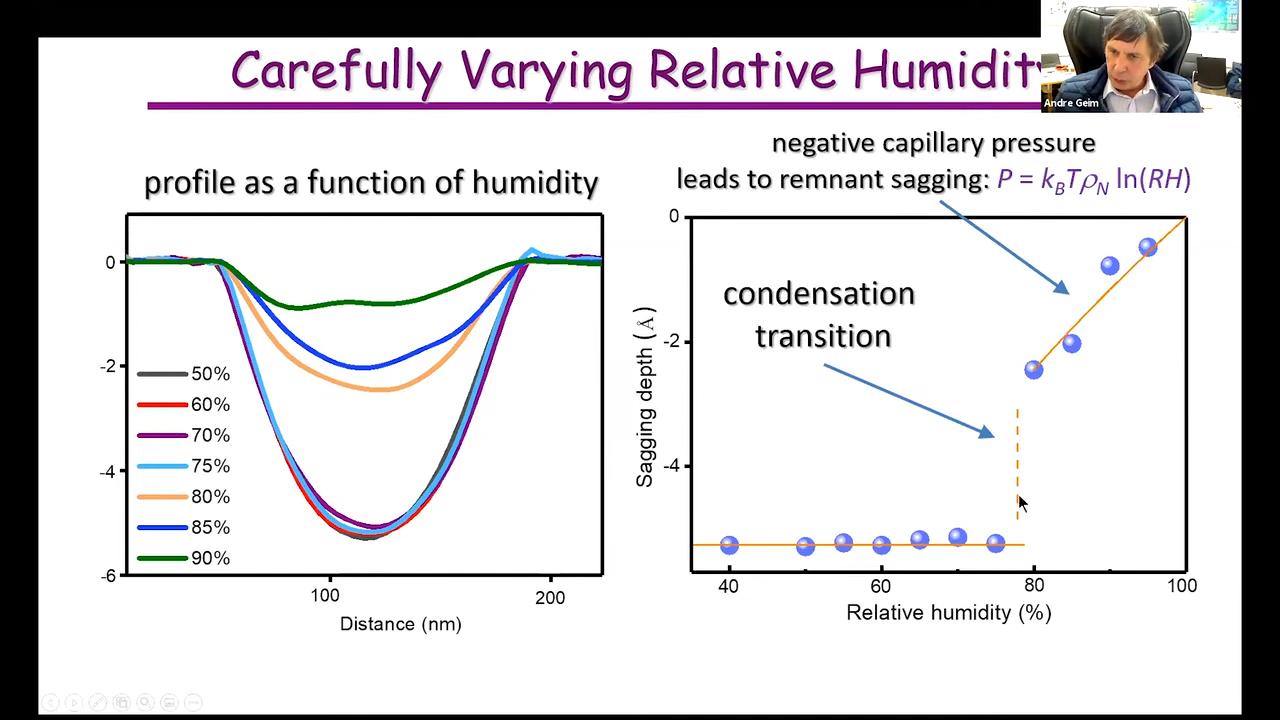 Carefully Varying Relative Humidity
Andre Geim
profile as a function of humidity
0
-2
-4
-6
50%
60%
70%
75%
80%
85%
90%
100
200
Distance (nm)
negative capillary pressure
leads to remnant sagging: P = k_BTρ_N ln(RH)
condensation
transition
Sagging depth (Å)
0
-2
-4
40
60
80
100
Relative humidity (%)